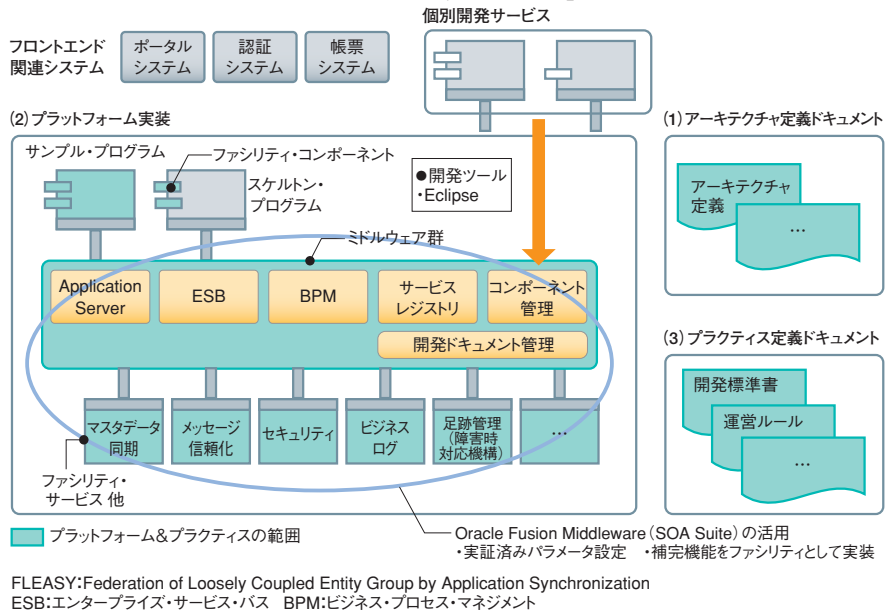 個別開発サービス
フロントエンド
関連システム
ポータル
システム
認証
システム
帳票
システム
(2)プラットフォーム実装
サンプル・プログラム
ファシリティ・コンポーネント
スケルトン・
プログラム
●開発ツール
・Eclipse
ミドルウェア群
Application
Server
ESB
BPM
サービス
レジストリ
コンポーネント
管理
開発ドキュメント管理
マスタデータ
同期
メッセージ
信頼化
セキュリティ
ビジネス
ログ
足跡管理
(障害時
対応機構)
…
ファシリティ・
サービス 他
(1)アーキテクチャ定義ドキュメント
アーキテクチャ
定義
…
(3)プラクティス定義ドキュメント
開発標準書
運営ルール
…
プラットフォーム&プラクティスの範囲
Oracle Fusion Middleware(SOA Suite)の活用
・実証済みパラメータ設定 ・補完機能をファシリティとして実装
FLEASY:Federation of Loosely Coupled Entity Group by Application Synchronization
ESB:エンタープライズ・サービス・バス BPM:ビジネス・プロセス・マネジメント